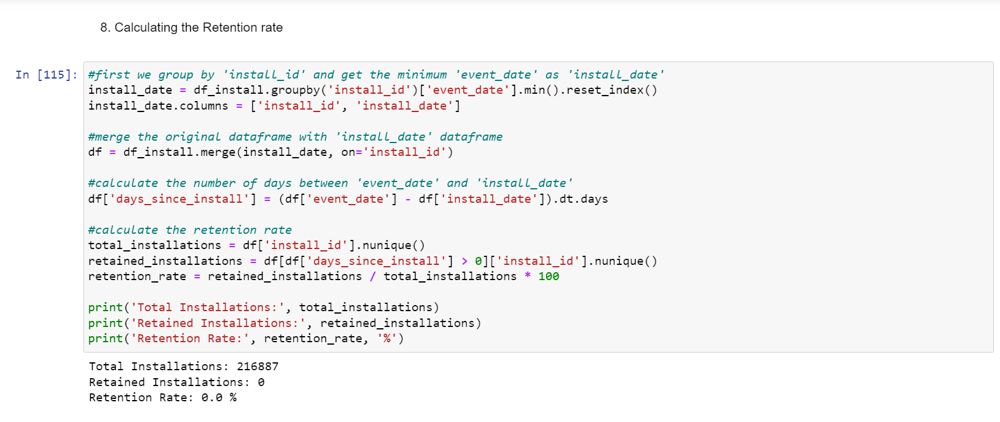 8. Calculating the Retention rate
In [115]: #first we group by 'install_id' and get the minimum 'event_date' as 'install_date'
install_date = df_install.groupby('install_id')['event_date'].min().reset_index()
install_date.columns = ['install_id', 'install_date']
#merge the original dataframe with 'install_date' dataframe
df = df_install.merge(install_date, on='install_id')
#calculate the number of days between 'event_date' and 'install_date'
df['days_since_install'] = (df['event_date'] - df['install_date']).dt.days
#calculate the retention rate
total_installations = df['install_id'].nunique()
retained_installations = df[df['days_since_install'] > 0]['install_id'].nunique()
retention_rate = retained_installations / total_installations * 100
print('Total Installations:', total_installations)
print('Retained Installations:', retained_installations)
print('Retention Rate:', retention_rate, '%')
Total Installations: 216887
Retained Installations: 0
Retention Rate: 0.0 %